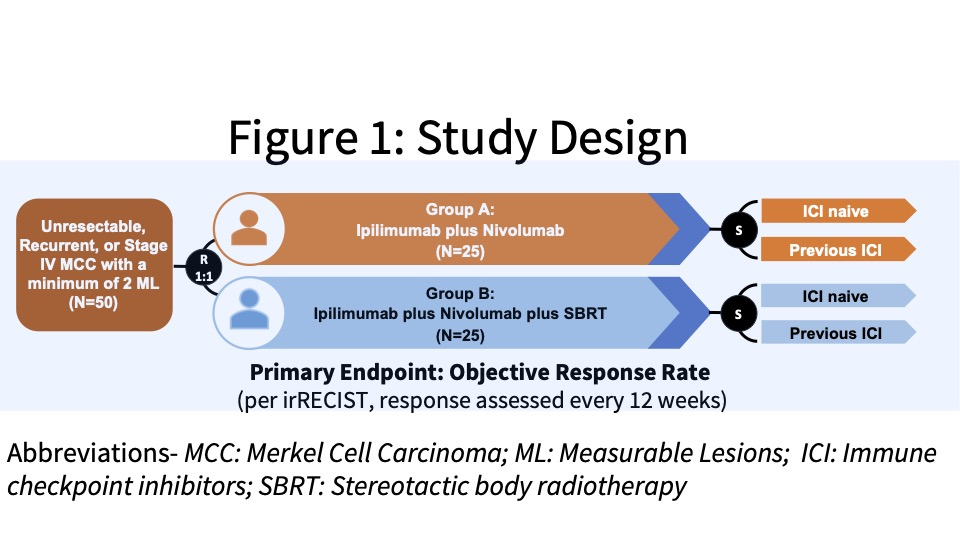 Figure 1: Study Design
Unresectable,
Recurrent, or Stage
IV MCC with a
minimum of 2 ML
(N=50)
R
1:1
Group A:
Ipilimumab plus Nivolumab
(N=25)
S
ICI naive
Previous ICI
Group B:
Ipilimumab plus Nivolumab plus SBRT
(N=25)
S
ICI naive
Previous ICI
Primary Endpoint: Objective Response Rate
(per irRECIST, response assessed every 12 weeks)
Abbreviations- MCC: Merkel Cell Carcinoma; ML: Measurable Lesions; ICI: Immune
checkpoint inhibitors; SBRT: Stereotactic body radiotherapy